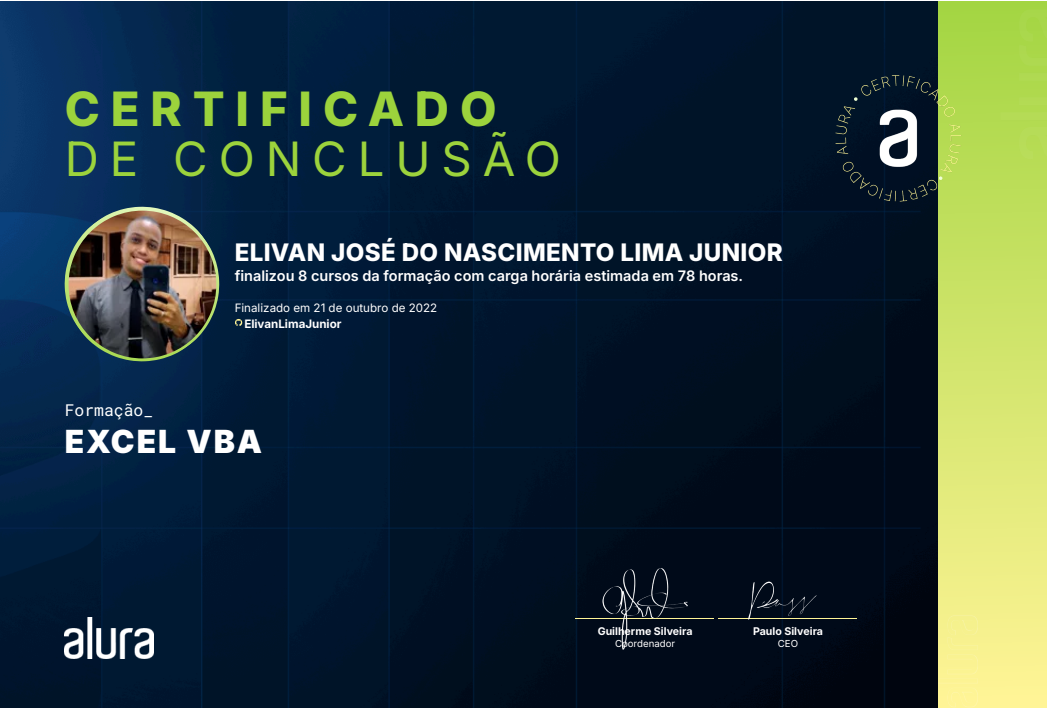 CERTIFICADO
DE CONCLUSÃO
CERTIFICADO ALURA • CERTIFICADO ALURA •
a
ELIVAN JOSÉ DO NASCIMENTO LIMA JUNIOR
finalizou 8 cursos da formação com carga horária estimada em 78 horas.
Finalizado em 21 de outubro de 2022
ElivanLimaJunior
Formação_
EXCEL VBA
alura
Guilherme Silveira
Coordenador
Paulo Silveira
CEO